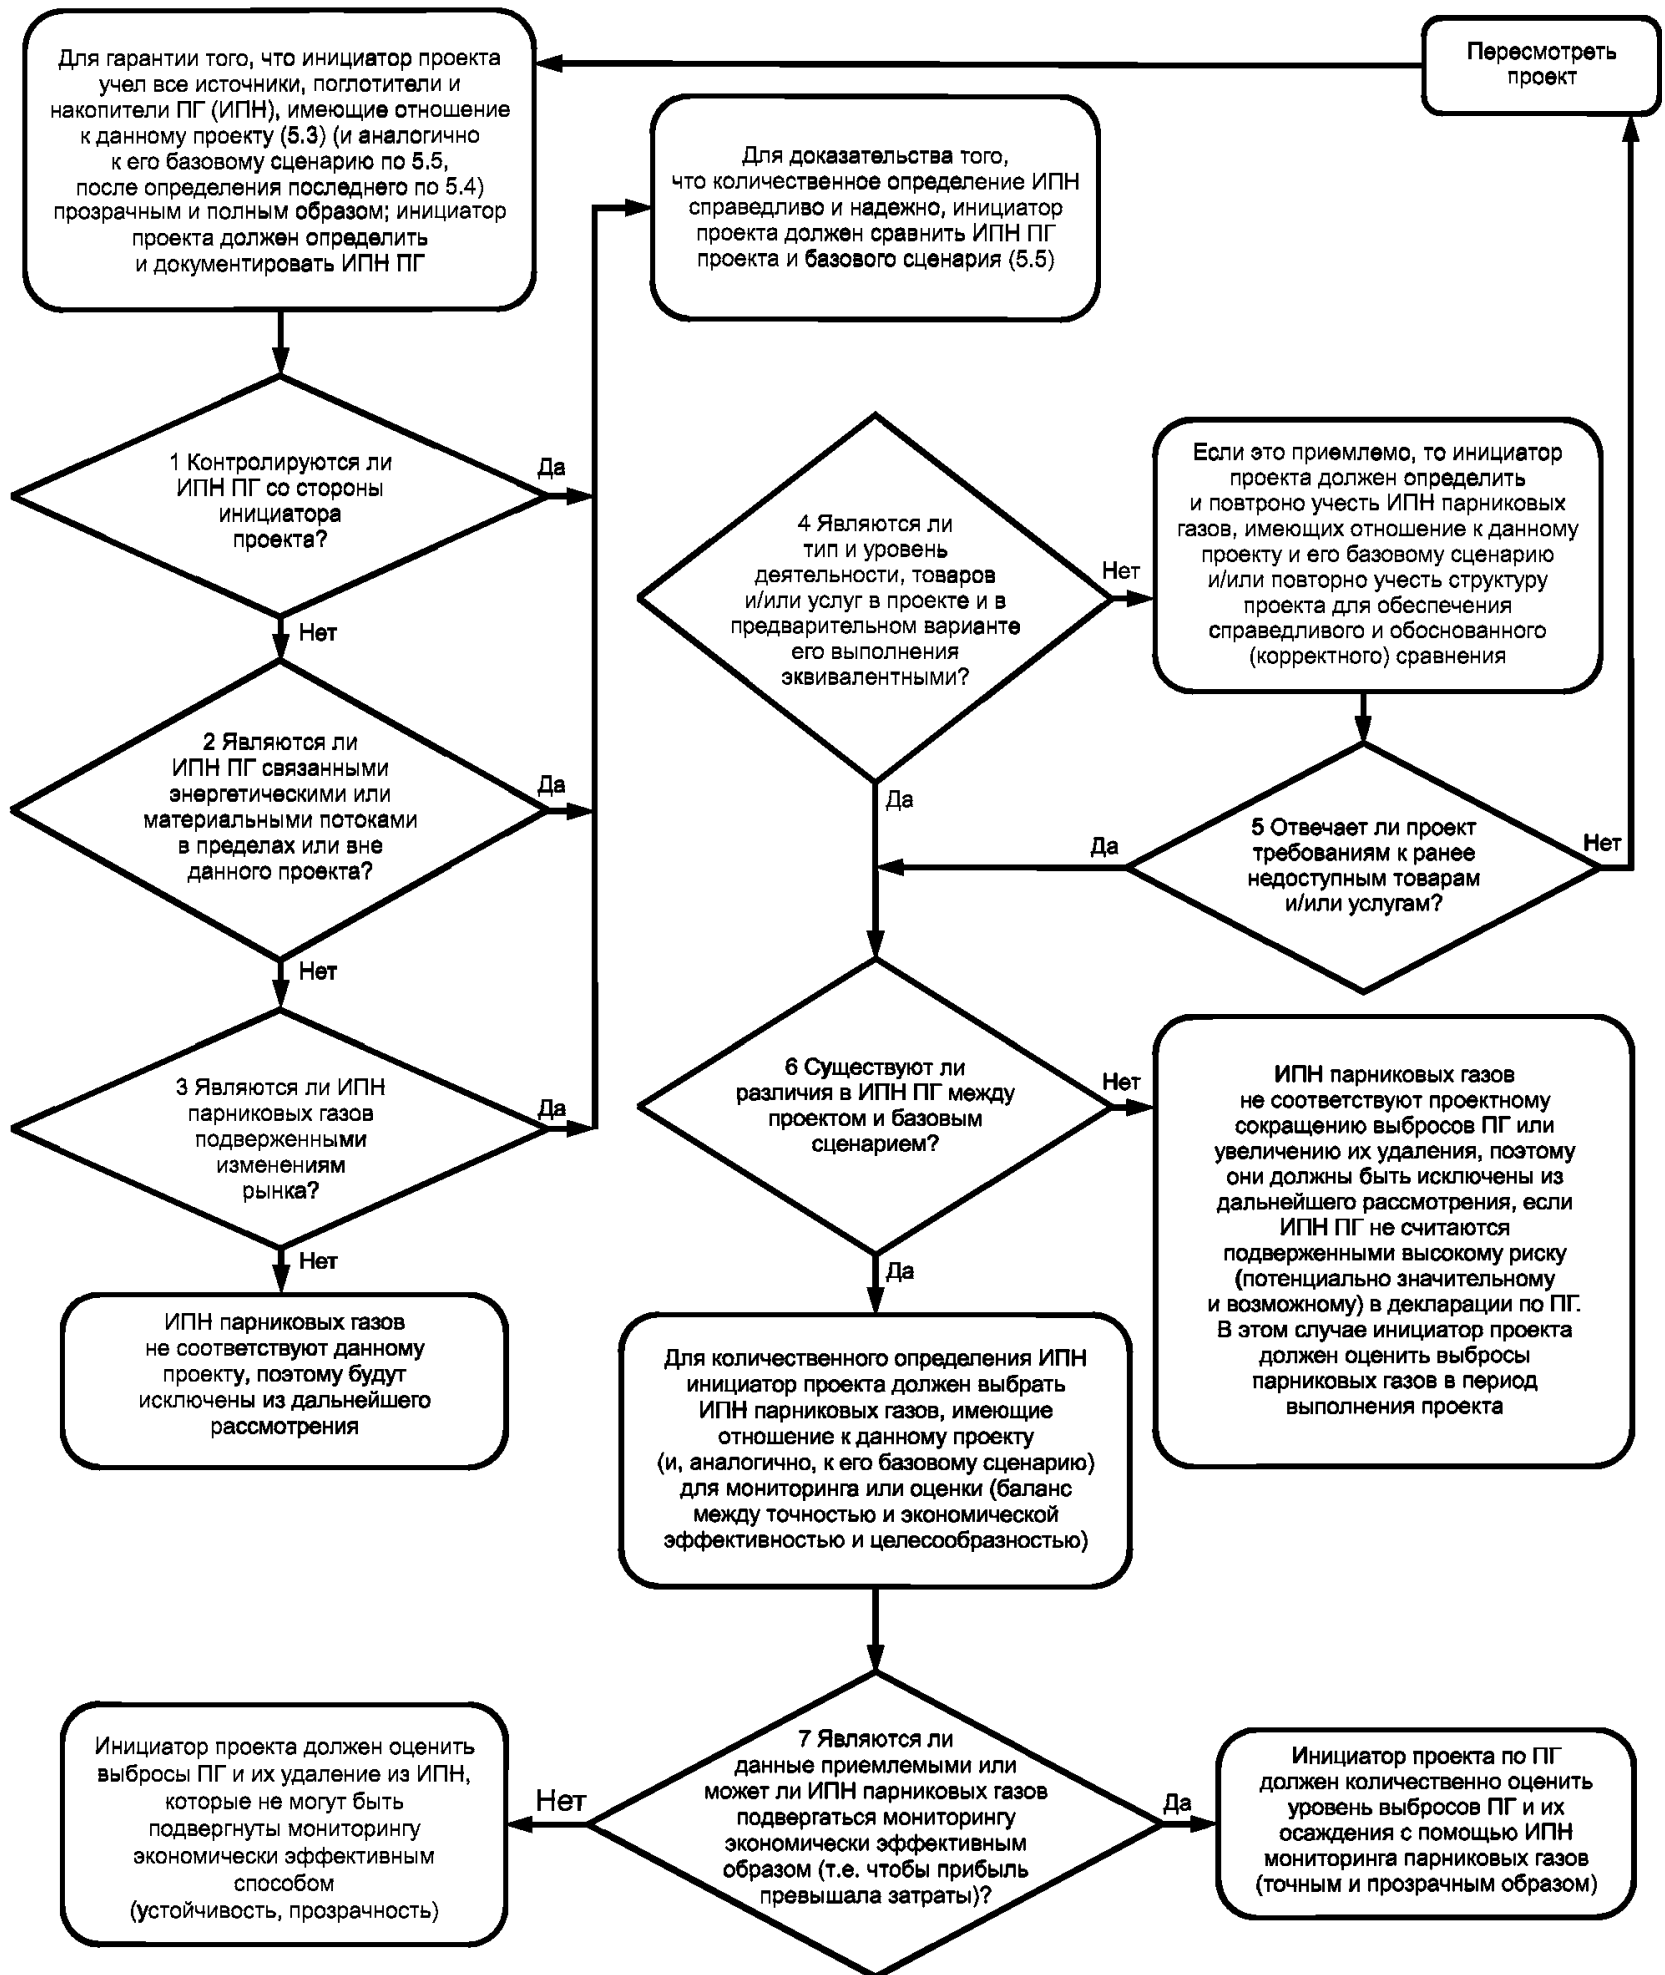 Для гарантии того, что инициатор проекта
учел все источники, поглотители и
накопители ПГ (ИПН), имеющие отношение
к данному проекту (5.3) (и аналогично
к его базовому сценарию по 5.5,
после определения последнего по 5.4)
прозрачным и полным образом; инициатор
проекта должен определить
и документировать ИПН ПГ
Пересмотреть
проект
Для доказательства того,
что количественное определение ИПН
справедливо и надежно, инициатор
проекта должен сравнить ИПН ПГ
проекта и базового сценария (5.5)
1 Контролируются ли
ИПН ПГ со стороны
инициатора
проекта?
Да
Нет
2 Являются ли
ИПН ПГ связанными
энергетическими или
материальными потоками
в пределах или вне
данного проекта?
Да
Нет
3 Являются ли ИПН
парниковых газов
подверженными
изменениям
рынка?
Да
Нет
ИПН парниковых газов
не соответствуют данному
проекту, поэтому будут
исключены из дальнейшего
рассмотрения
4 Являются ли
тип и уровень
деятельности, товаров
и/или услуг в проекте и в
предварительном варианте
его выполнения
эквивалентными?
Нет
Да
Если это приемлемо, то инициатор
проекта должен определить
и повтроно учесть ИПН парниковых
газов, имеющих отношение к данному
проекту и его базовому сценарию
и/или повторно учесть структуру
проекта для обеспечения
справедливого и обоснованного
(корректного) сравнения
5 Отвечает ли проект
требованиям к ранее
недоступным товарам
и/или услугам?
Да
Нет
6 Существуют ли
различия в ИПН ПГ между
проектом и базовым
сценарием?
Нет
Да
ИПН парниковых газов
не соответствуют проектному
сокращению выбросов ПГ или
увеличению их удаления, поэтому
они должны быть исключены из
дальнейшего рассмотрения, если
ИПН ПГ не считаются
подверженными высокому риску
(потенциально значительному
и возможному) в декларации по ПГ.
В этом случае инициатор проекта
должен оценить выбросы
парниковых газов в период
выполнения проекта
Для количественного определения ИПН
инициатор проекта должен выбрать
ИПН парниковых газов, имеющие
отношение к данному проекту
(и, аналогично, к его базовому сценарию)
для мониторинга или оценки (баланс
между точностью и экономической
эффективностью и целесообразностью)
7 Являются ли
данные приемлемыми или
может ли ИПН парниковых газов
подвергаться мониторингу
экономически эффективным
образом (т.е. чтобы прибыль
превышала затраты)?
Нет
Да
Инициатор проекта должен оценить
выбросы ПГ и их удаление из ИПН,
которые не могут быть
подвергнуты мониторингу
экономически эффективным
способом
(устойчивость, прозрачность)
Инициатор проекта по ПГ
должен количественно оценить
уровень выбросов ПГ и их
осаждения с помощью ИПН
мониторинга парниковых газов
(точным и прозрачным образом)